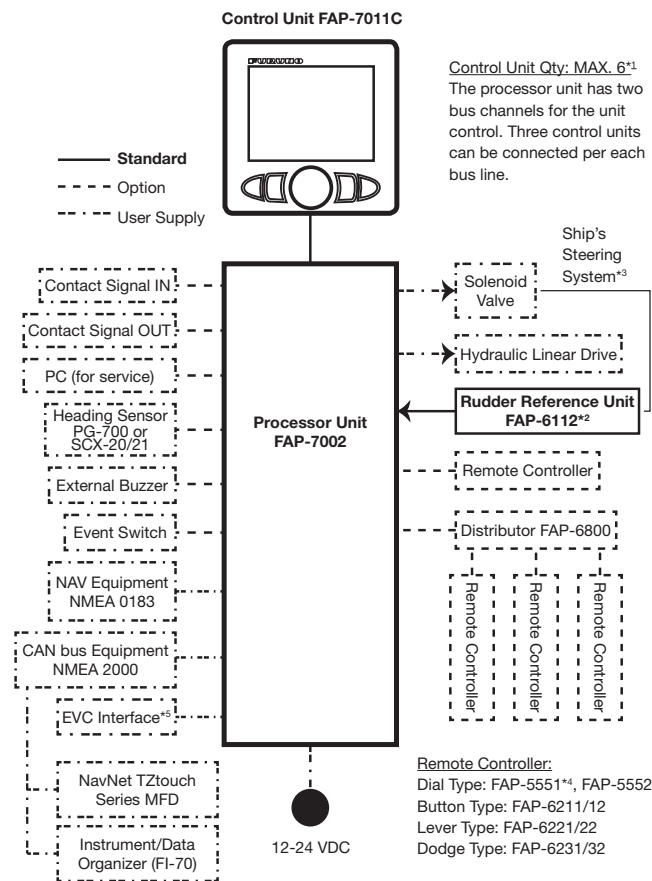 Control Unit FAP-7011C
FURUNO
Control Unit Qty: MAX. 6*1
The processor unit has two
bus channels for the unit
control. Three control units
can be connected per each
bus line.
Standard
Option
User Supply
Ship's
Steering
System*3
Contact Signal IN
Contact Signal OUT
PC (for service)
Heading Sensor
PG-700 or
SCX-20/21
External Buzzer
Event Switch
NAV Equipment
NMEA 0183
CAN bus Equipment
NMEA 2000
EVC Interface*5
NavNet TZtouch
Series MFD
Instrument/Data
Organizer (FI-70)
Processor Unit
FAP-7002
12-24 VDC
Solenoid
Valve
Hydraulic Linear Drive
Rudder Reference Unit
FAP-6112*2
Remote Controller
Distributor FAP-6800
Remote Controller
Remote Controller
Remote Controller
Remote Controller:
Dial Type: FAP-5551*4, FAP-5552
Button Type: FAP-6211/12
Lever Type: FAP-6221/22
Dodge Type: FAP-6231/32